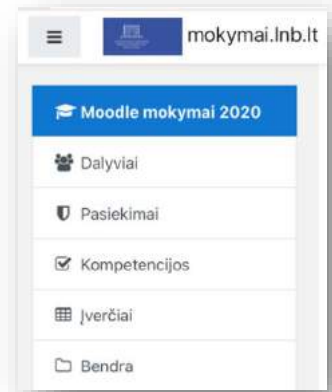 mokymai.lnb.lt
Moodle mokymai 2020
Dalyviai
Pasiekimai
Kompetencijos
Įverčiai
Bendra